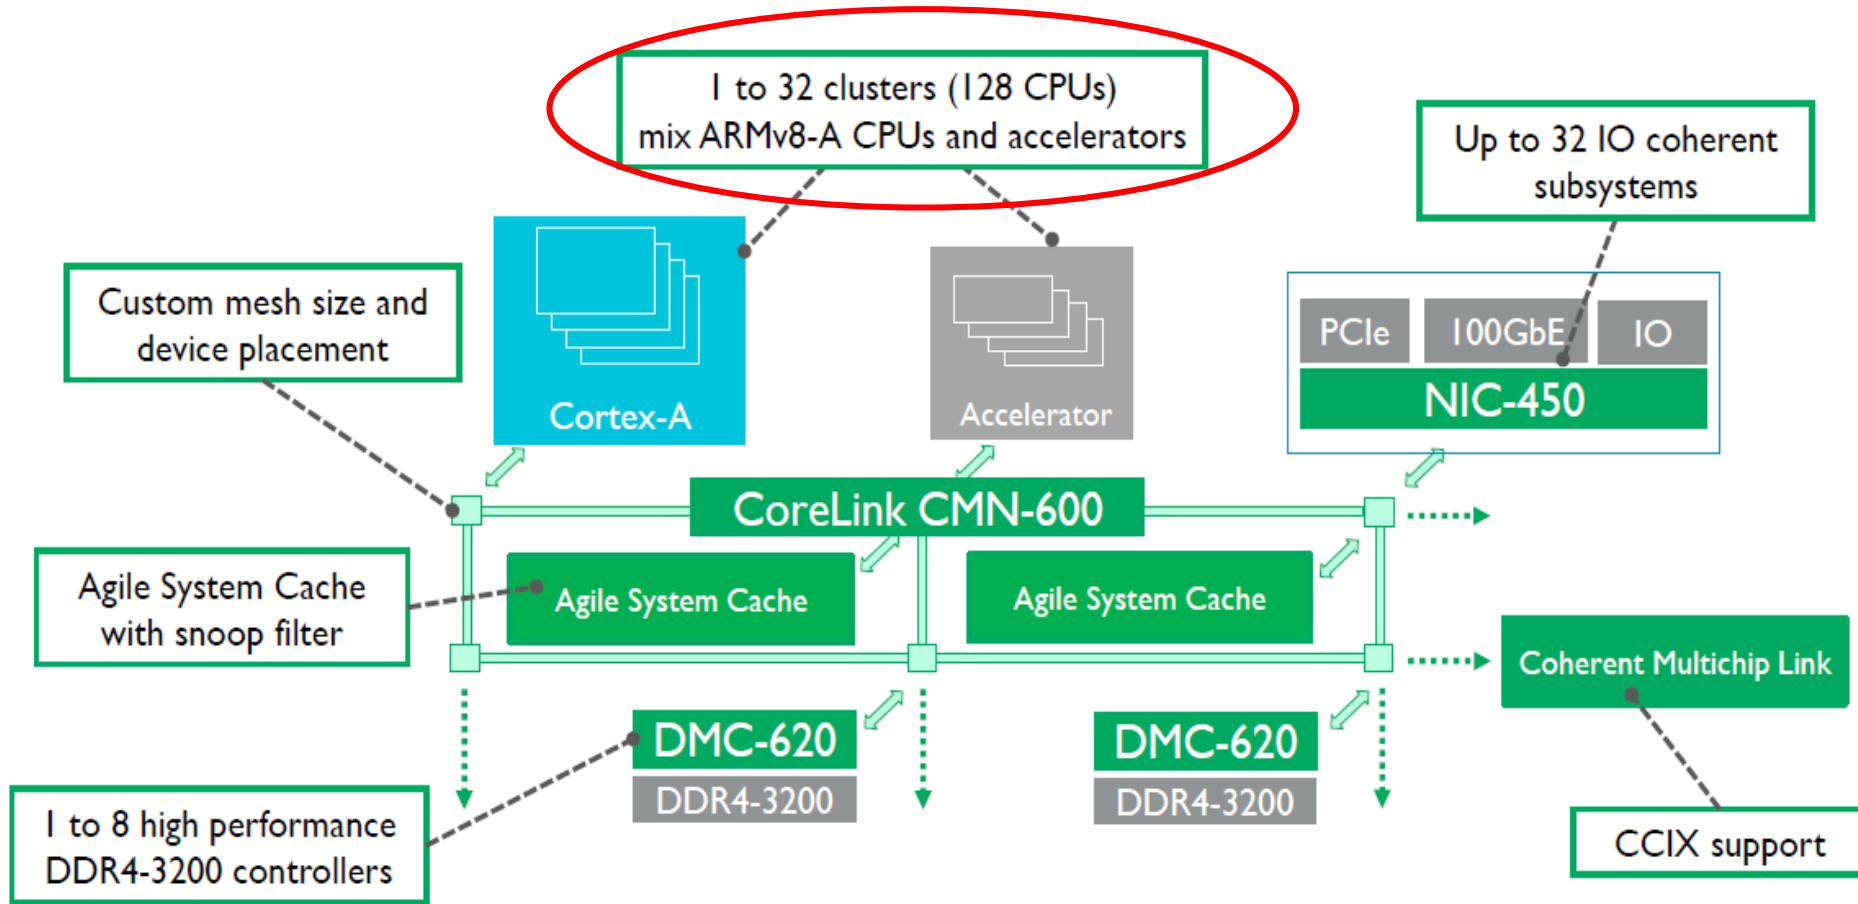 1 to 32 clusters (128 CPUs)
mix ARMv8-A CPUs and accelerators
Up to 32 IO coherent
subsystems
Custom mesh size and
device placement
Cortex-A
Accelerator
PCIe
100GbE
IO
NIC-450
CoreLink CMN-600
Agile System Cache
with snoop filter
Agile System Cache
Agile System Cache
Coherent Multichip Link
DMC-620
DDR4-3200
DMC-620
DDR4-3200
1 to 8 high performance
DDR4-3200 controllers
CCIX support